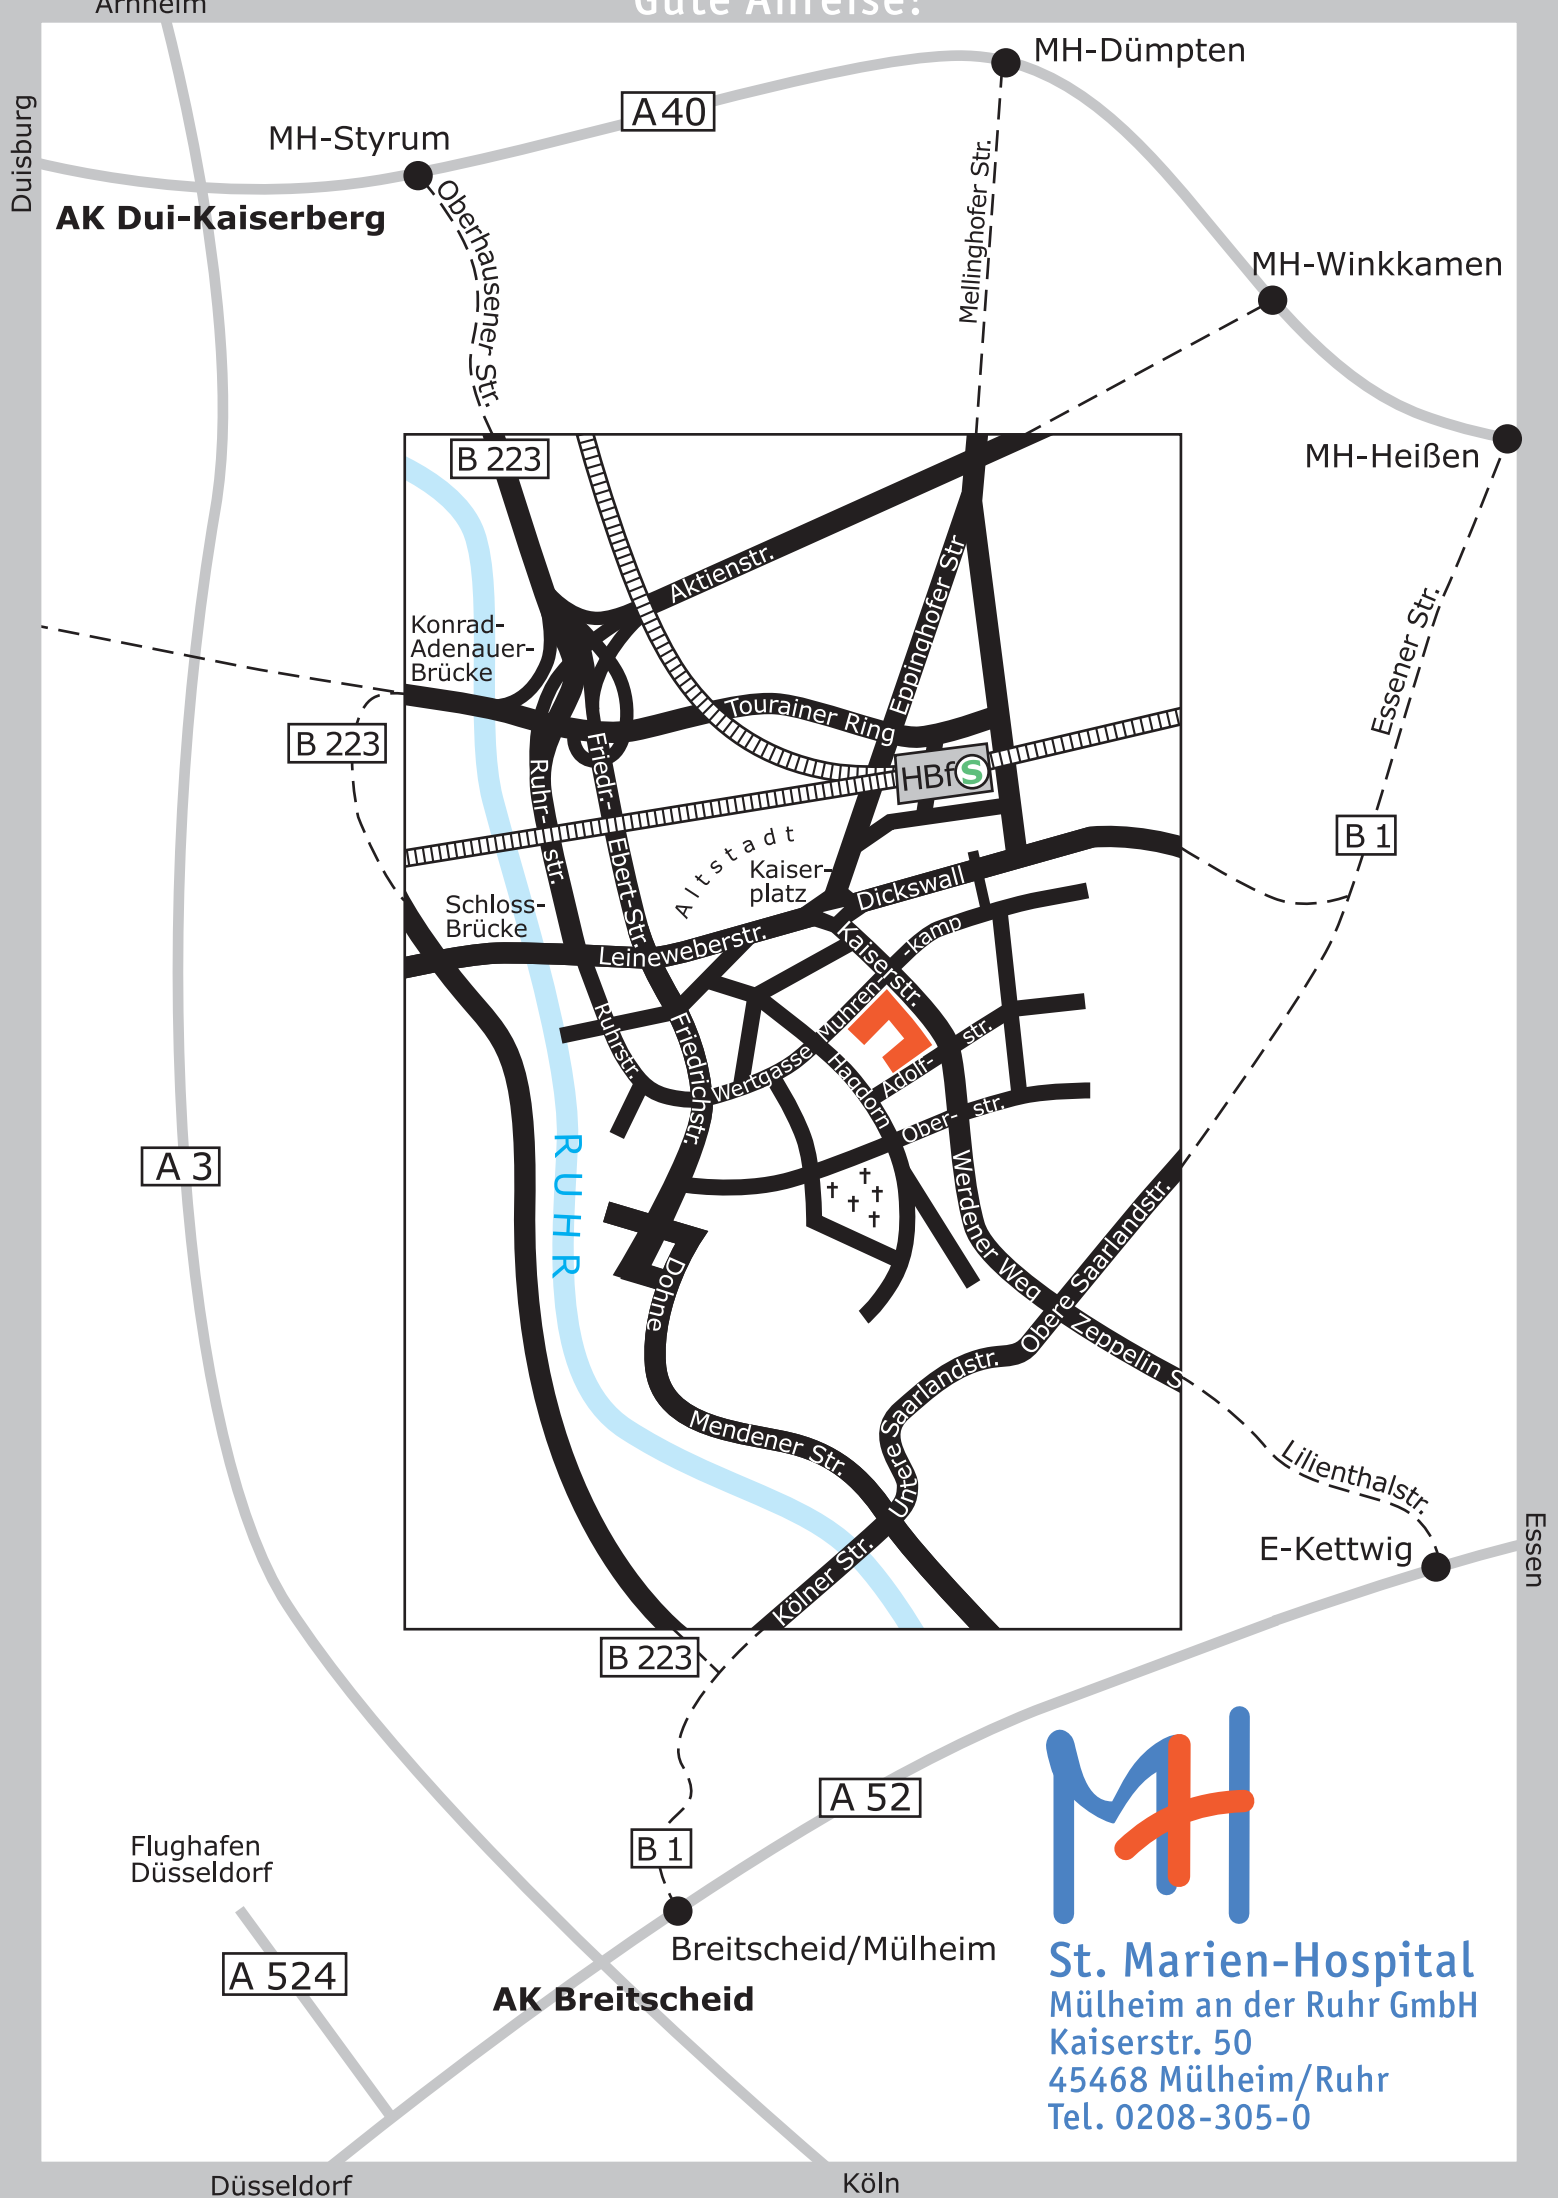 Arnheim
Gute Anreise!
MH-Dümpten
A 40
Duisburg
MH-Styrum
AK Dui-Kaiserberg
Oberhausener Str.
Mellinghofer Str.
MH-Winkkamen
MH-Heißen
B 223
Aktienstr.
Eppinghofer Str
Konrad-
Adenauer-
Brücke
Essener Str.
Tourainer Ring
B 223
HBf S
Ruhr-
str.
Friedr.-
Ebert-Str.
B 1
Altstadt
Kaiser-
platz
Dickswall
Schloss-
Brücke
Leineweberstr.
Kaiserstr.
-kamp
Muhren
Ruhrstr.
Friedrichstr.
Wertgasse
Hagdorn
Adolf-
str.
Ober-
str.
A 3
RUHR
Werdener Weg
Obere Saarlandstr.
Dohne
Zeppelin S
Untere Saarlandstr.
Mendener Str.
Lilienthalstr.
Kölner Str.
E-Kettwig
Essen
B 223
A 52
B 1
Flughafen
Düsseldorf
A 524
Breitscheid/Mülheim
AK Breitscheid
MH
St. Marien-Hospital
Mülheim an der Ruhr GmbH
Kaiserstr. 50
45468 Mülheim/Ruhr
Tel. 0208-305-0
Düsseldorf
Köln